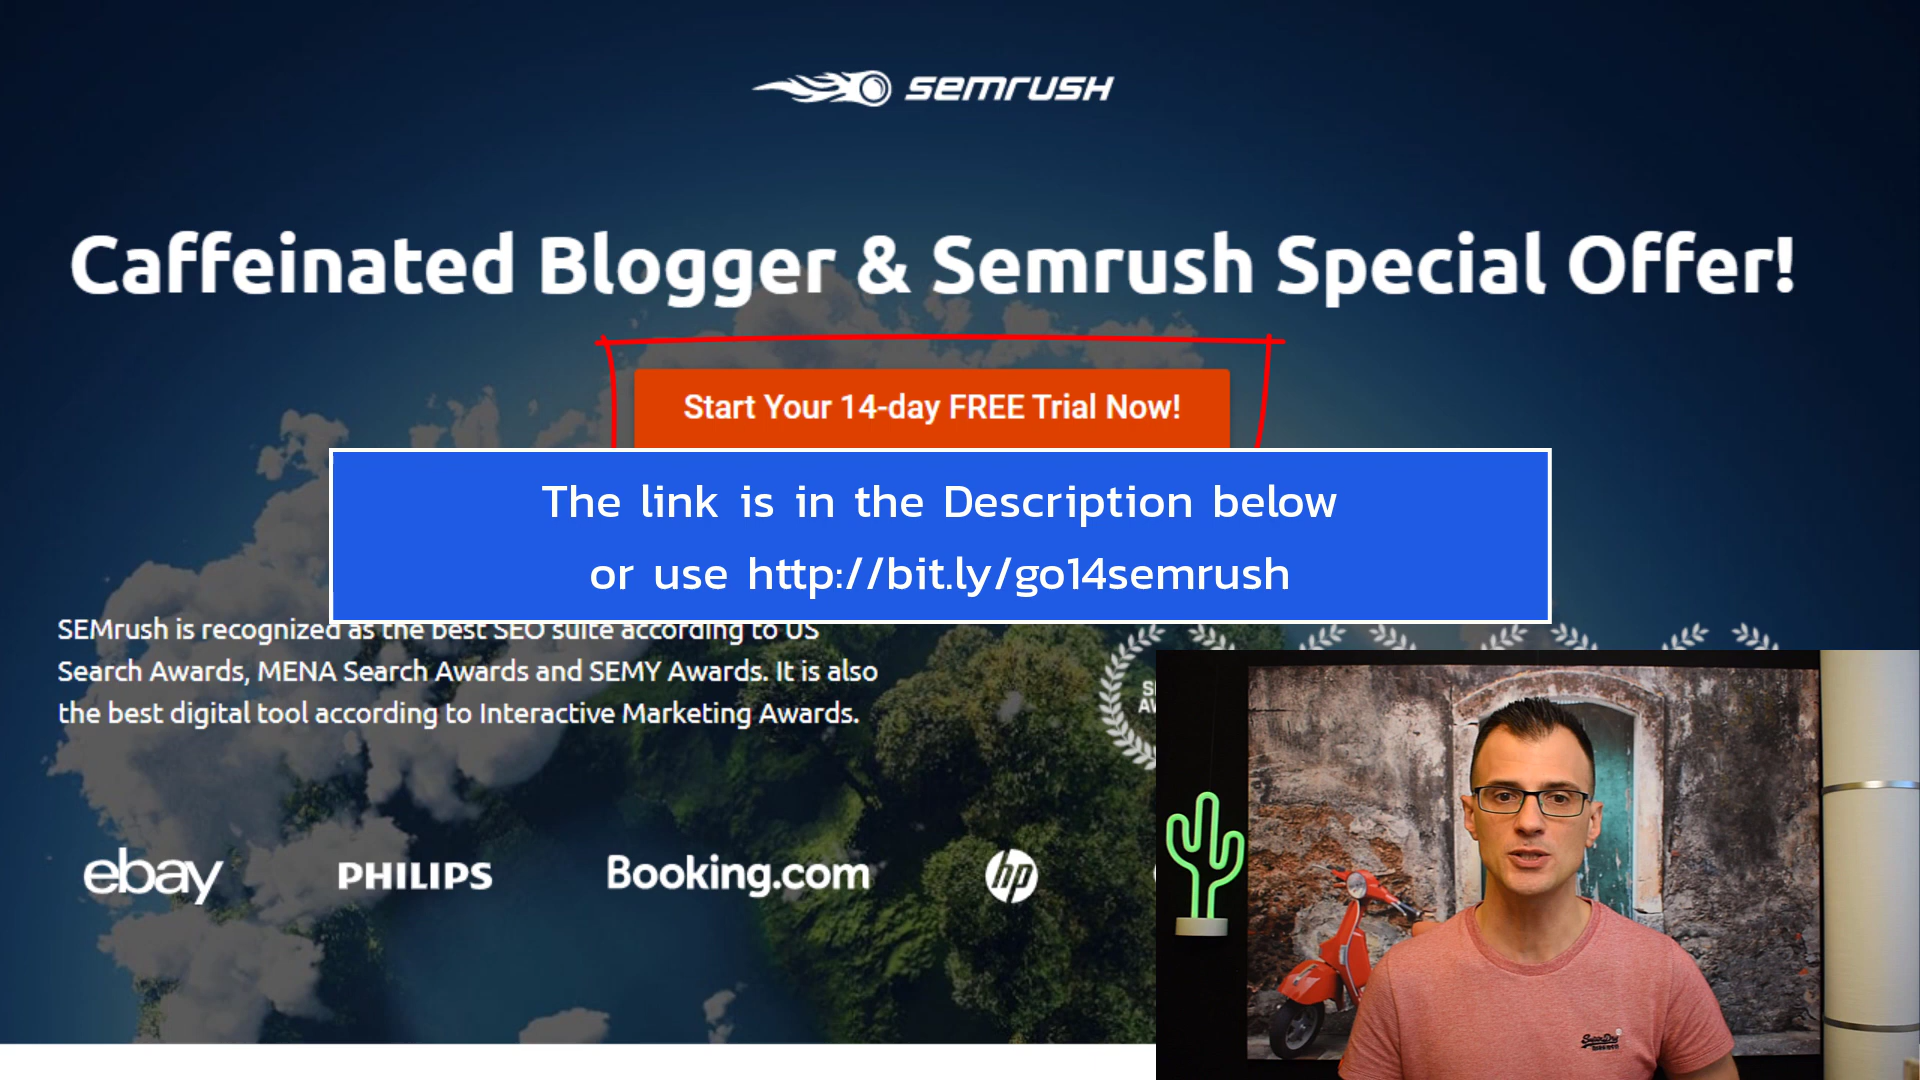 semrush
Caffeinated Blogger & Semrush Special Offer!
Start Your 14-day FREE Trial Now!
The link is in the Description below
or use http://bit.ly/go14semrush
SEMrush is recognized as the best SEO suite according to US
Search Awards, MENA Search Awards and SEMY Awards. It is also
the best digital tool according to Interactive Marketing Awards.
ebay
PHILIPS
Booking.com
hp